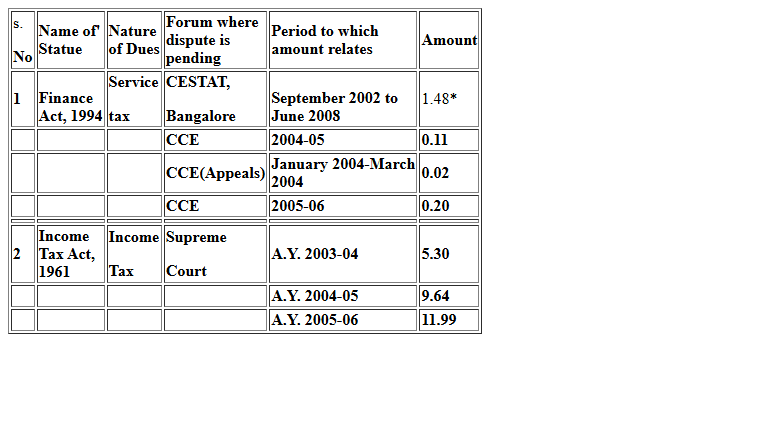 s. No Name of' Statue Nature of Dues Forum where dispute is pending Period to which amount relates Amount
1 Finance Act, 1994 Service tax CESTAT, Bangalore September 2002 to June 2008 1.48*
CCE 2004-05 0.11
CCE(Appeals) January 2004-March 2004 0.02
CCE 2005-06 0.20
2 Income Tax Act, 1961 Income Tax Supreme Court A.Y. 2003-04 5.30
A.Y. 2004-05 9.64
A.Y. 2005-06 11.99